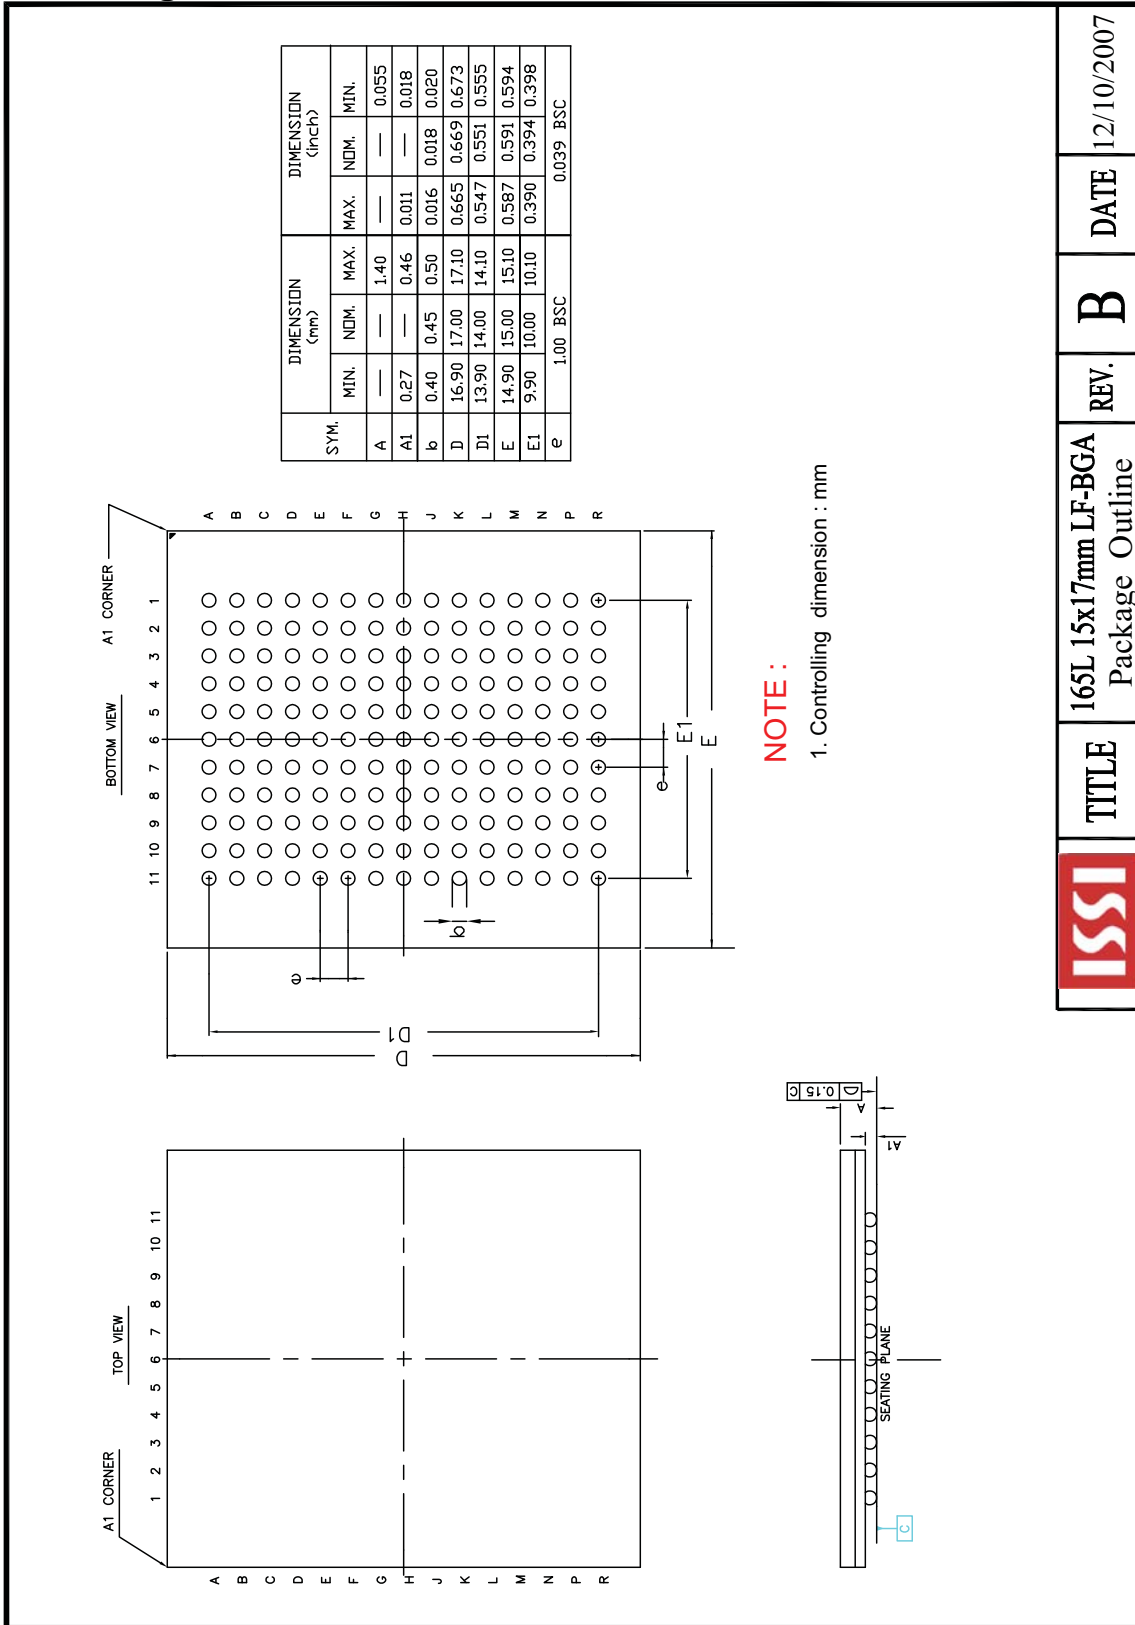 A1 CORNER
TOP VIEW
1 2 3 4 5 6 7 8 9 10 11
A
B
C
D
E
F
G
H
J
K
L
M
N
P
R
BOTTOM VIEW
A1 CORNER
11 10 9 8 7 6 5 4 3 2 1
A
B
C
D
E
F
G
H
J
K
L
M
N
P
R
D
D1
e
b
e
E1
E
SYM. DIMENSION (mm) DIMENSION (inch)
MIN. NOM. MAX. MAX. NOM. MIN.
A — — 1.40 — — 0.055
A1 0.27 — 0.46 0.011 — 0.018
b 0.40 0.45 0.50 0.016 0.018 0.020
D 16.90 17.00 17.10 0.665 0.669 0.673
D1 13.90 14.00 14.10 0.547 0.551 0.555
E 14.90 15.00 15.10 0.587 0.591 0.594
E1 9.90 10.00 10.10 0.390 0.394 0.398
e 1.00 BSC 0.039 BSC
C
SEATING PLANE
A1
A
D 0.15 C
NOTE :
1. Controlling dimension : mm
ISSI
TITLE
165L 15x17mm LF-BGA
Package Outline
REV.
B
DATE
12/10/2007